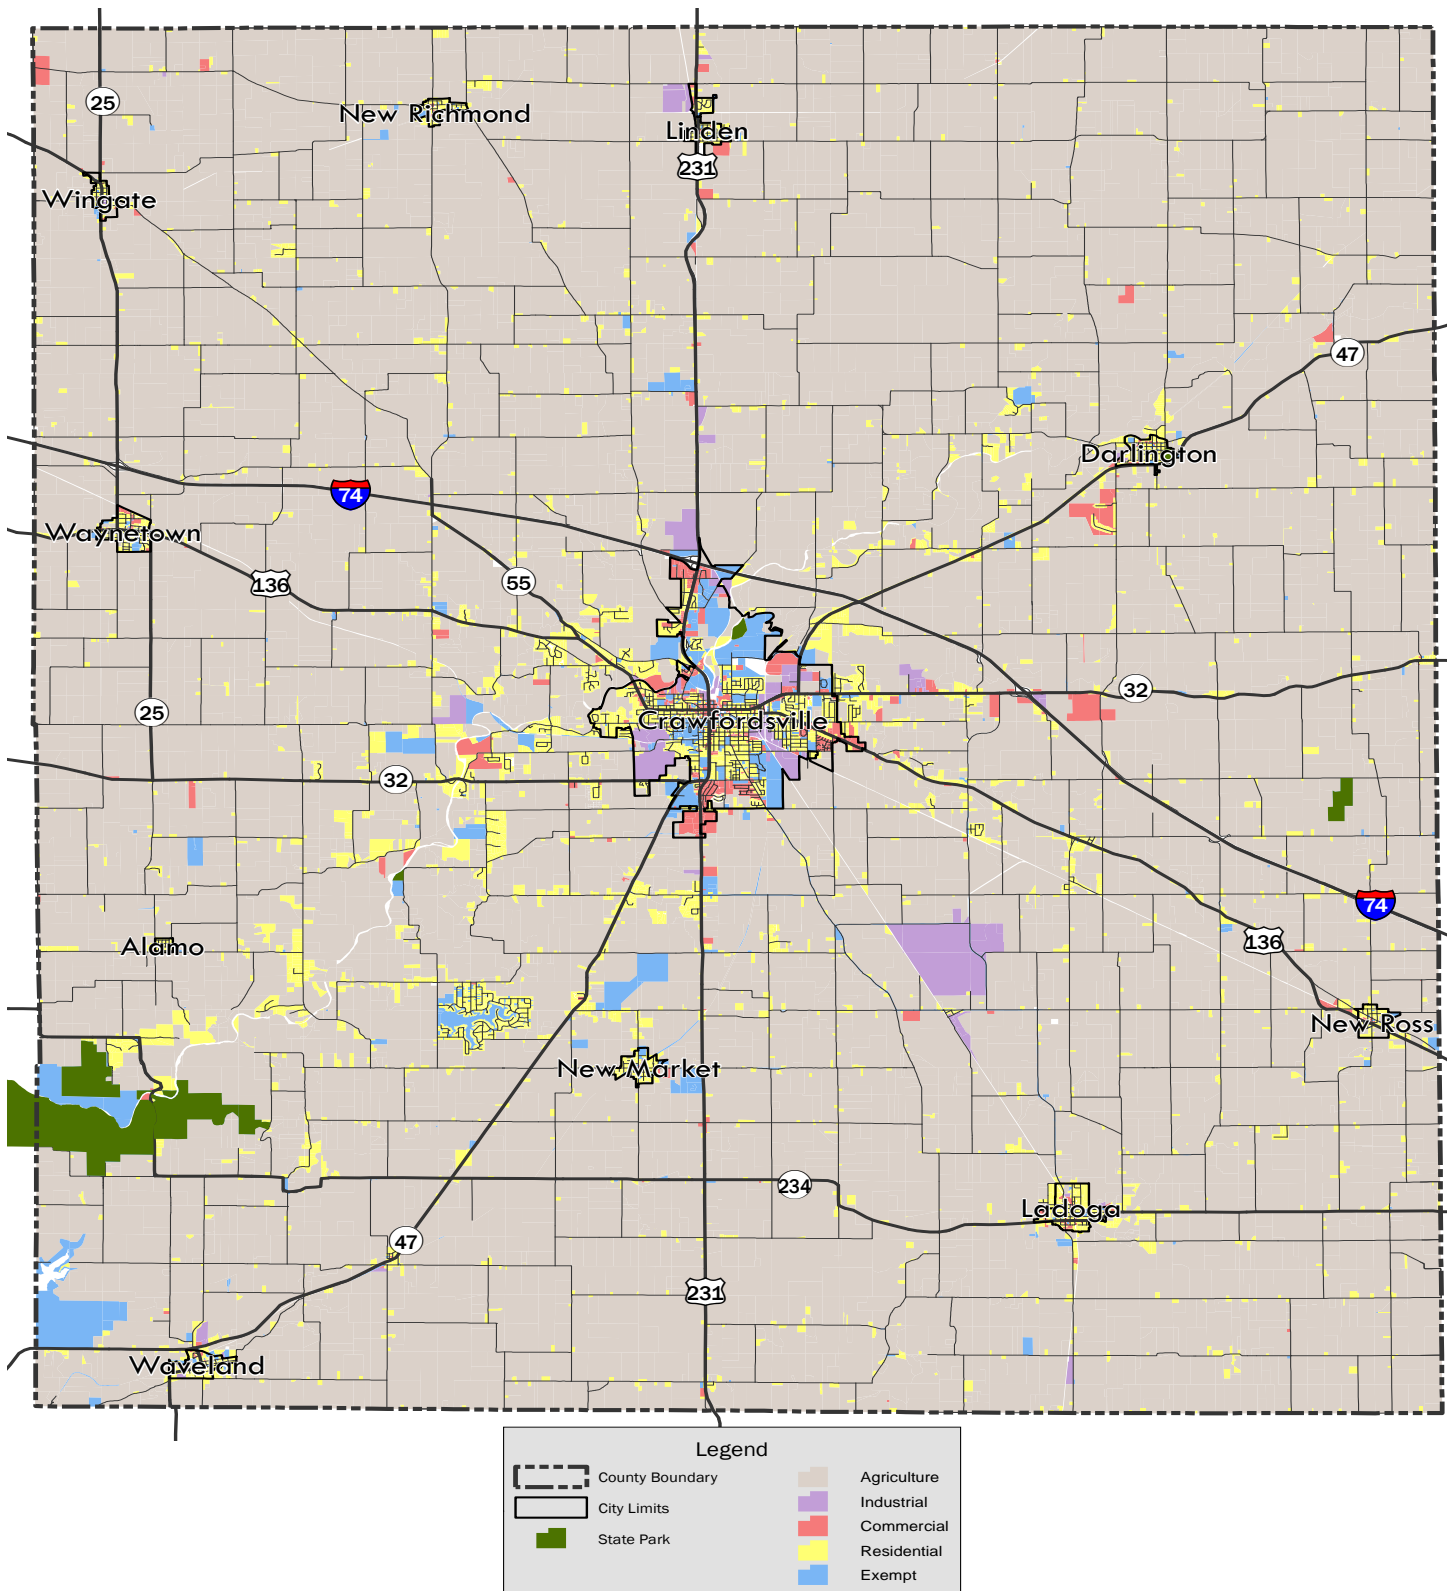 25
New Richmond
Linden
231
Wingate
47
Darlington
74
Waynetown
136
55
32
25
Crawfordsville
32
74
136
Alamo
New Ross
New Market
234
Ladoga
47
231
Waveland
Legend
County Boundary
City Limits
State Park
Agriculture
Industrial
Commercial
Residential
Exempt